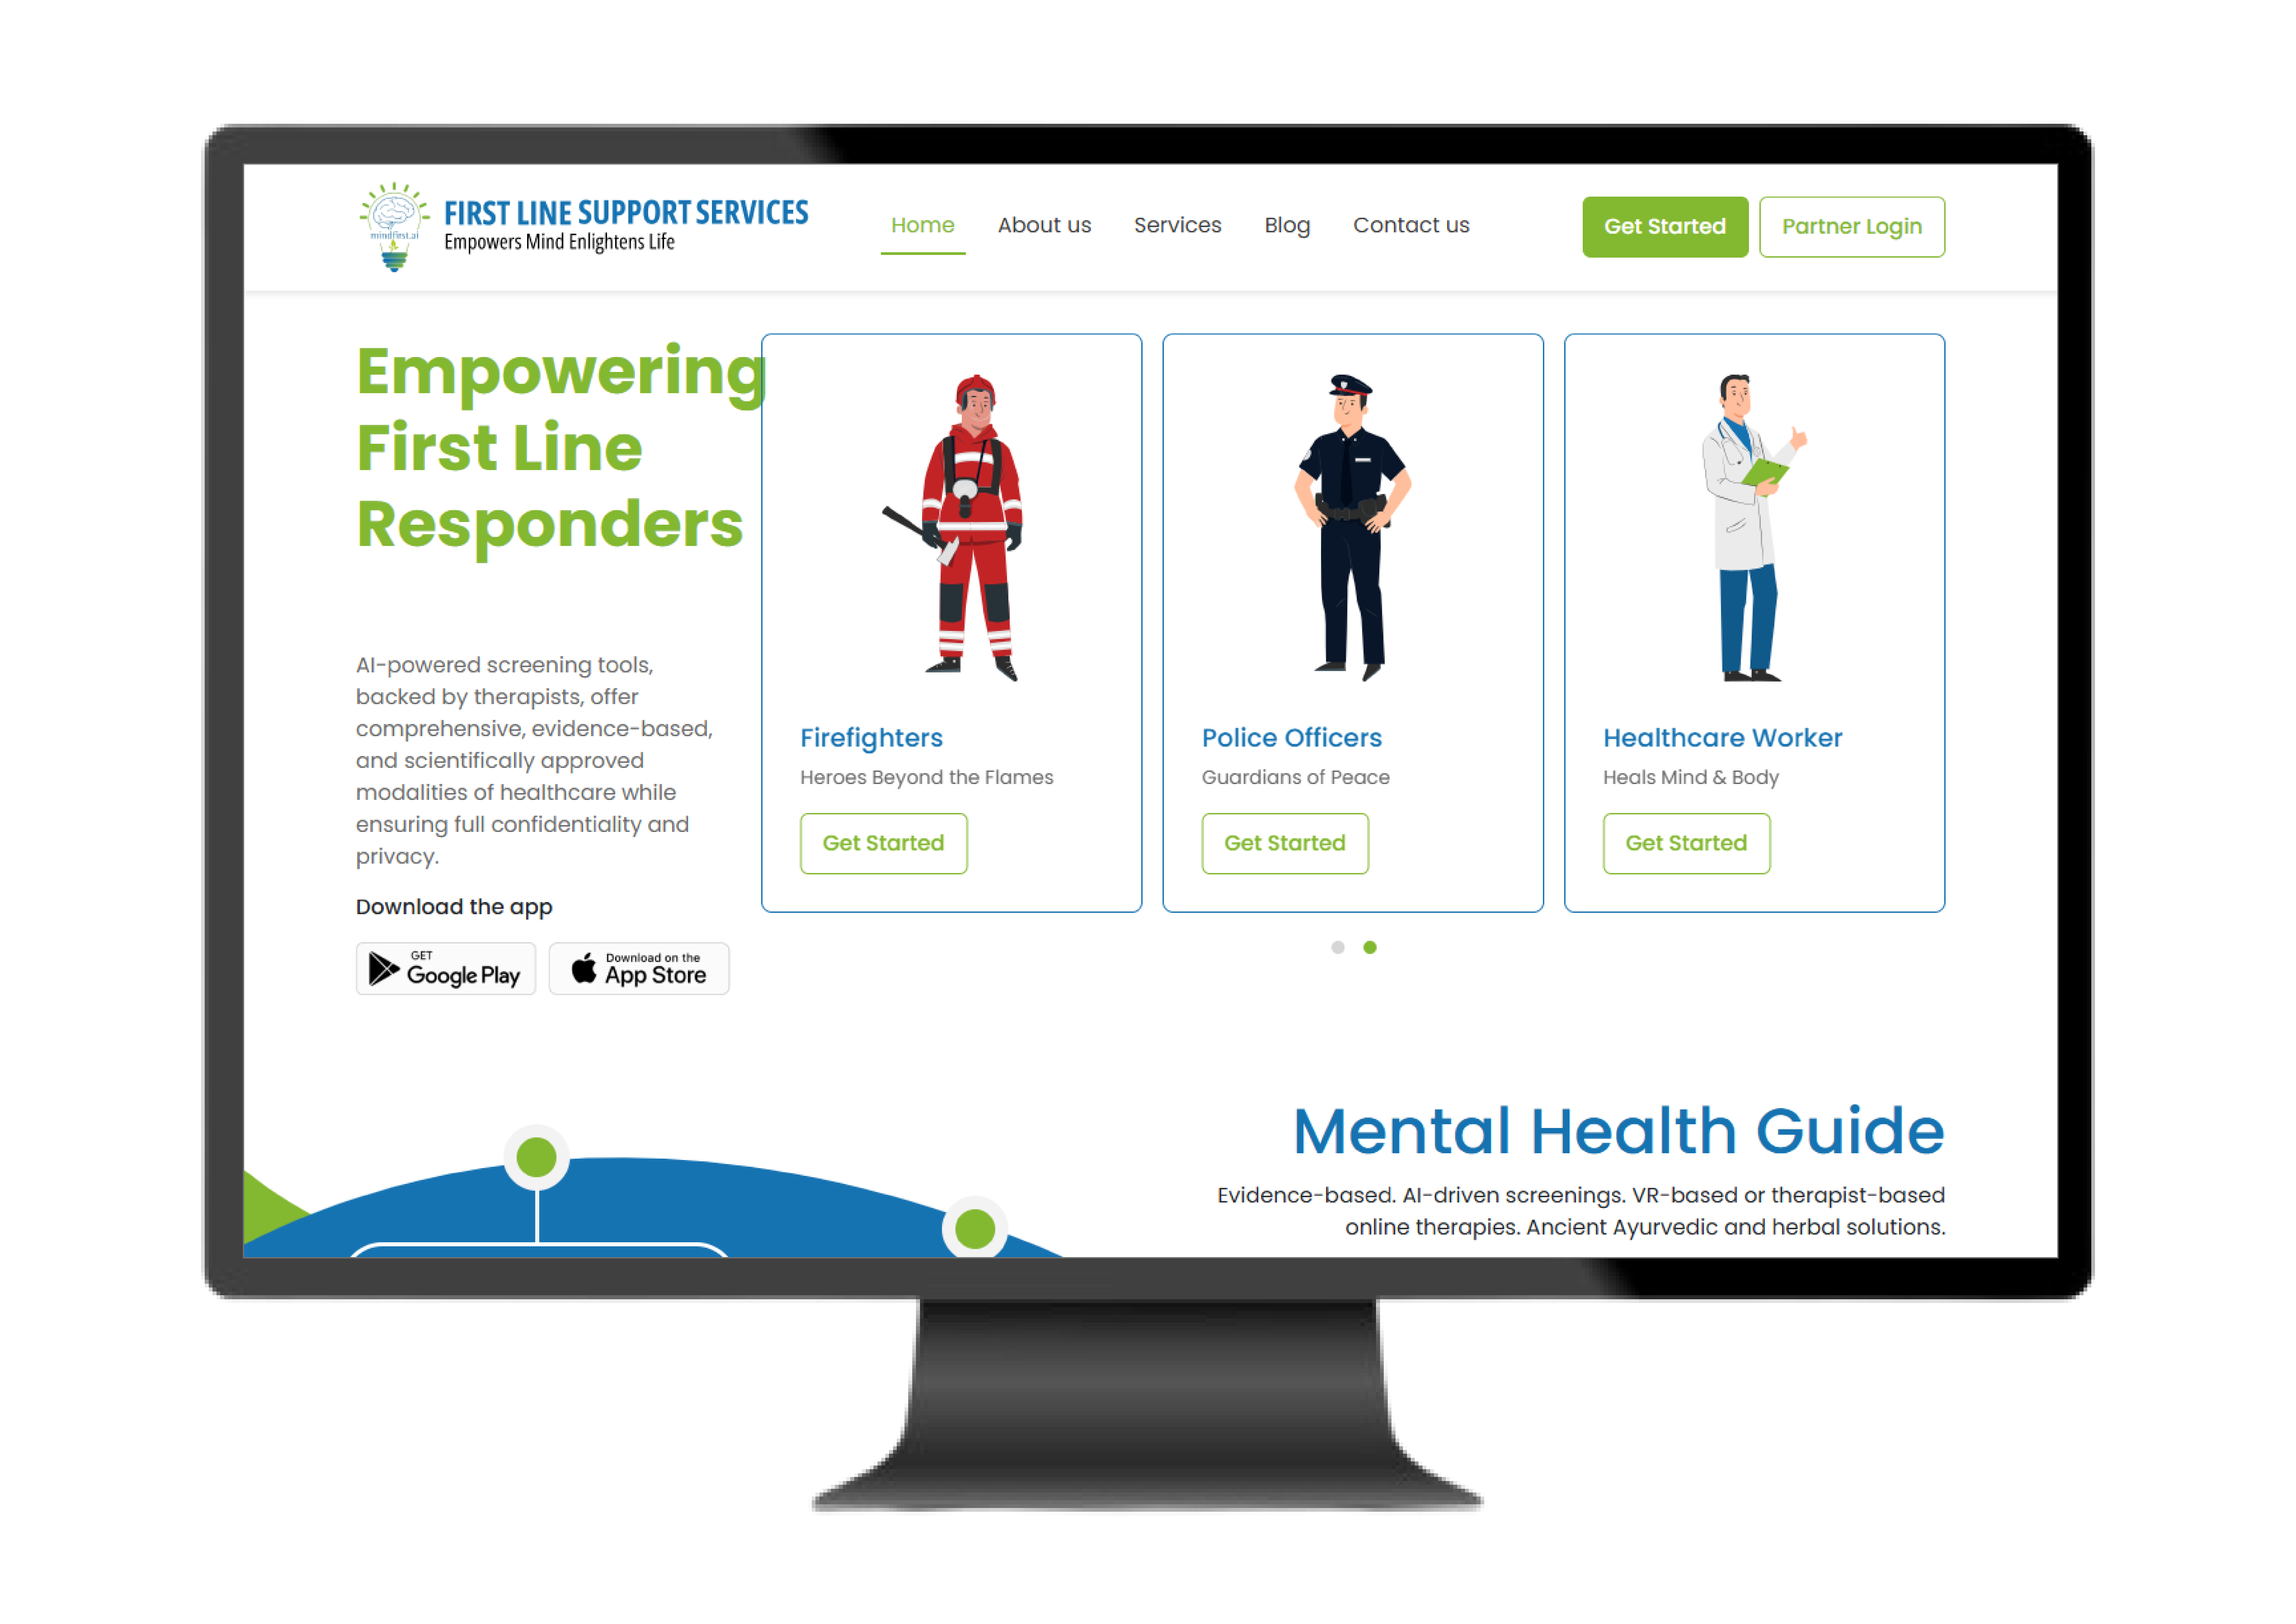 mindfirst.ai
FIRST LINE SUPPORT SERVICES
Empowers Mind Enlightens Life
Home
About us
Services
Blog
Contact us
Get Started
Partner Login
Empowering
First Line
Responders
AI-powered screening tools,
backed by therapists, offer
comprehensive, evidence-based,
and scientifically approved
modalities of healthcare while
ensuring full confidentiality and
privacy.
Download the app
GET
Google Play
Download on the
App Store
Firefighters
Heroes Beyond the Flames
Get Started
Police Officers
Guardians of Peace
Get Started
Healthcare Worker
Heals Mind & Body
Get Started
Mental Health Guide
Evidence-based. AI-driven screenings. VR-based or therapist-based
online therapies. Ancient Ayurvedic and herbal solutions.